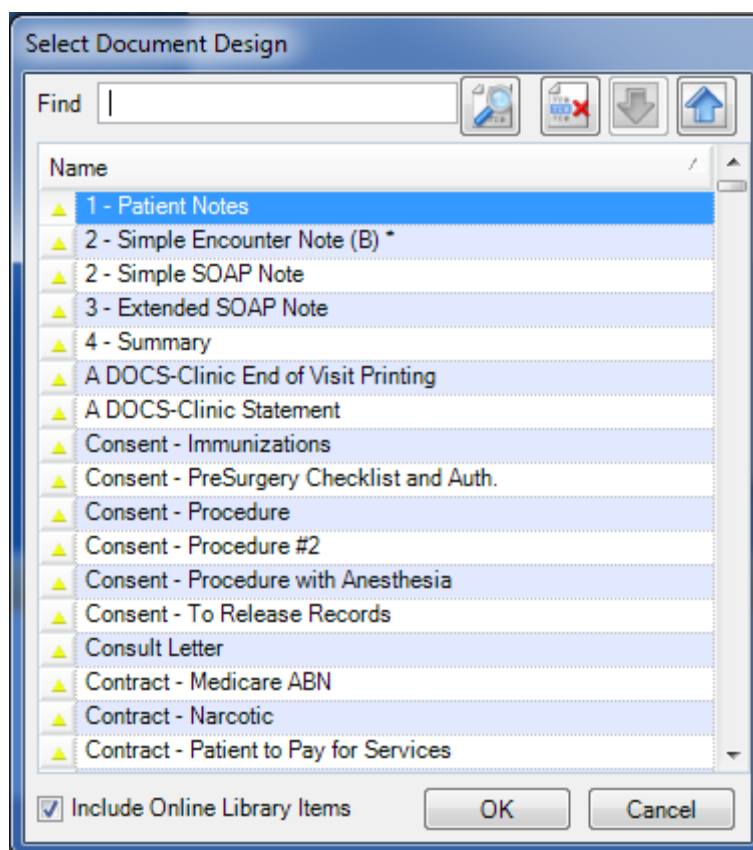 Select Document Design
Find
Name
1 - Patient Notes
2 - Simple Encounter Note (B) *
2 - Simple SOAP Note
3 - Extended SOAP Note
4 - Summary
A DOCS-Clinic End of Visit Printing
A DOCS-Clinic Statement
Consent - Immunizations
Consent - PreSurgery Checklist and Auth.
Consent - Procedure
Consent - Procedure #2
Consent - Procedure with Anesthesia
Consent - To Release Records
Consult Letter
Contract - Medicare ABN
Contract - Narcotic
Contract - Patient to Pay for Services
Include Online Library Items OK Cancel